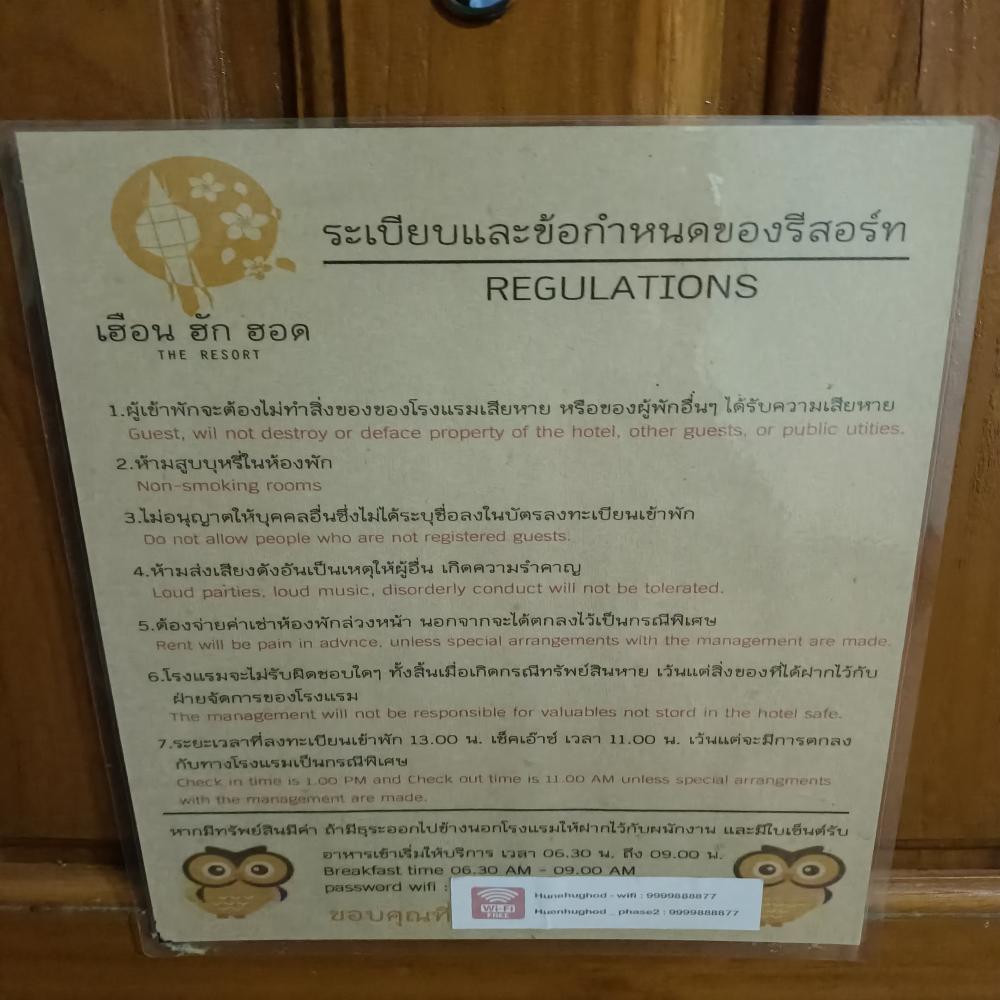 เฮือน ฮัก ฮอด
THE RESORT
ระเบียบและข้อกำหนดของรีสอร์ท
REGULATIONS
1.ผู้เข้าพักจะต้องไม่ทำสิ่งของของโรงแรมเสียหาย หรือของผู้พักอื่นๆ ได้รับความเสียหาย
Guest, wil not destroy or deface property of the hotel, other guests, or public utities.
2.ห้ามสูบบุหรี่ในห้องพัก
Non-smoking rooms
3.ไม่อนุญาตให้บุคคลอื่นซึ่งไม่ได้ระบุชื่อลงในบัตรลงทะเบียนเข้าพัก
Do not allow people who are not registered guests.
4.ห้ามส่งเสียงดังอันเป็นเหตุให้ผู้อื่น เกิดความรำคาญ
Loud parties, loud music, disorderly conduct will not be tolerated.
5.ต้องจ่ายค่าเช่าห้องพักล่วงหน้า นอกจากจะได้ตกลงไว้เป็นกรณีพิเศษ
Rent will be pain in advnce, unless special arrangements with the management are made.
6.โรงแรมจะไม่รับผิดชอบใดๆ ทั้งสิ้นเมื่อเกิดกรณีทรัพย์สินหาย เว้นแต่สิ่งของที่ได้ฝากไว้กับ
ฝ่ายจัดการของโรงแรม
The management will not be responsible for valuables not stord in the hotel safe.
7.ระยะเวลาที่ลงทะเบียนเข้าพัก 13.00 น. เช็คเอ๊าซ์ เวลา 11.00 น. เว้นแต่จะมีการตกลง
กับทางโรงแรมเป็นกรณีพิเศษ
Check in time is 1.00 PM and Check out time is 11.00 AM unless special arrangments
with the management are made.
หากมีทรัพย์สินมีค่า ถ้ามีธุระออกไปข้างนอกโรงแรมให้ฝากไว้กับพนักงาน และมีใบเซ็นต์รับ
อาหารเช้าเริ่มให้บริการ เวลา 06.30 น. ถึง 09.00 น.
Breakfast time 06.30 AM - 09.00 AM
password wifi :
Wi-Fi
FREE
Hunehughod - wifi : 9999888877
Huenhughod _ phase2 : 9999888877
ขอบคุณที่